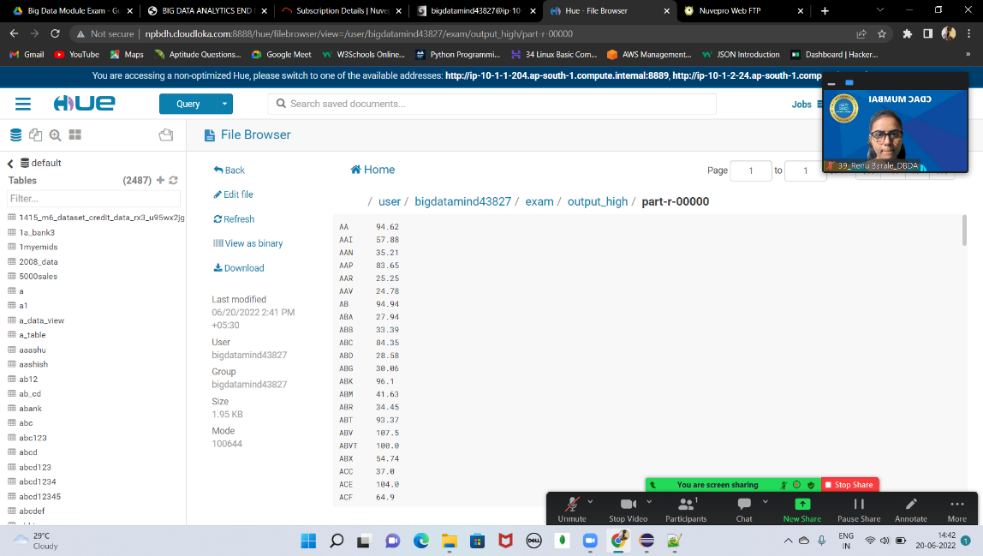 Big Data Module Exam - Go
BIG DATA ANALYTICS END
Subscription Details | Nuve
bigdatamind43827@ip-10
Hue - File Browser
Nuvepro Web FTP
Not secure | npbdh.cloudloka.com:8888/hue/filebrowser/view=/user/bigdatamind43827/exam/output_high/part-r-00000
Gmail YouTube Maps Aptitude Questions... Google Meet W3Schools Online... Python Programmi... 34 Linux Basic Com... AWS Management... JSON Introduction Dashboard | Hacker...
You are accessing a non-optimized Hue, please switch to one of the available addresses: http://ip-10-1-1-204.ap-south-1.compute.internal:8889, http://ip-10-1-2-24.ap-south-1.comp
HUE
Query
Search saved documents...
Jobs
CDAC MUMBAI
default
Tables (2487)
Filter...
1415_m6_dataset_credit_data_rx3_u95wx2jg
1a_bank3
1myemids
2008_data
5000sales
a
a1
a_data_view
a_table
aaashu
aashish
ab12
ab_cd
abank
abc
abc123
abcd
abcd123
abcd1234
abcd12345
abcdef
File Browser
Back
Edit file
Refresh
View as binary
Download
Last modified
06/20/2022 2:41 PM
+05:30
User
bigdatamind43827
Group
bigdatamind43827
Size
1.95 KB
Mode
100644
Home
Page 1 to 1
/ user / bigdatamind43827 / exam / output_high / part-r-00000
AA 94.62
AAI 57.88
AAN 35.21
AAP 83.65
AAR 25.25
AAV 24.78
AB 94.94
ABA 27.94
ABB 33.39
ABC 84.35
ABD 28.58
ABG 30.06
ABK 96.1
ABM 41.63
ABR 34.45
ABT 93.37
ABV 107.5
ABVT 100.0
ABX 54.74
ACC 37.0
ACE 104.0
ACF 64.9
You are screen sharing
Stop Share
Unmute
Stop Video
Participants
1
Chat
New Share
Pause Share
Annotate
More
29°C
Cloudy
DELL
ENG
IN
14:42
20-06-2022
1